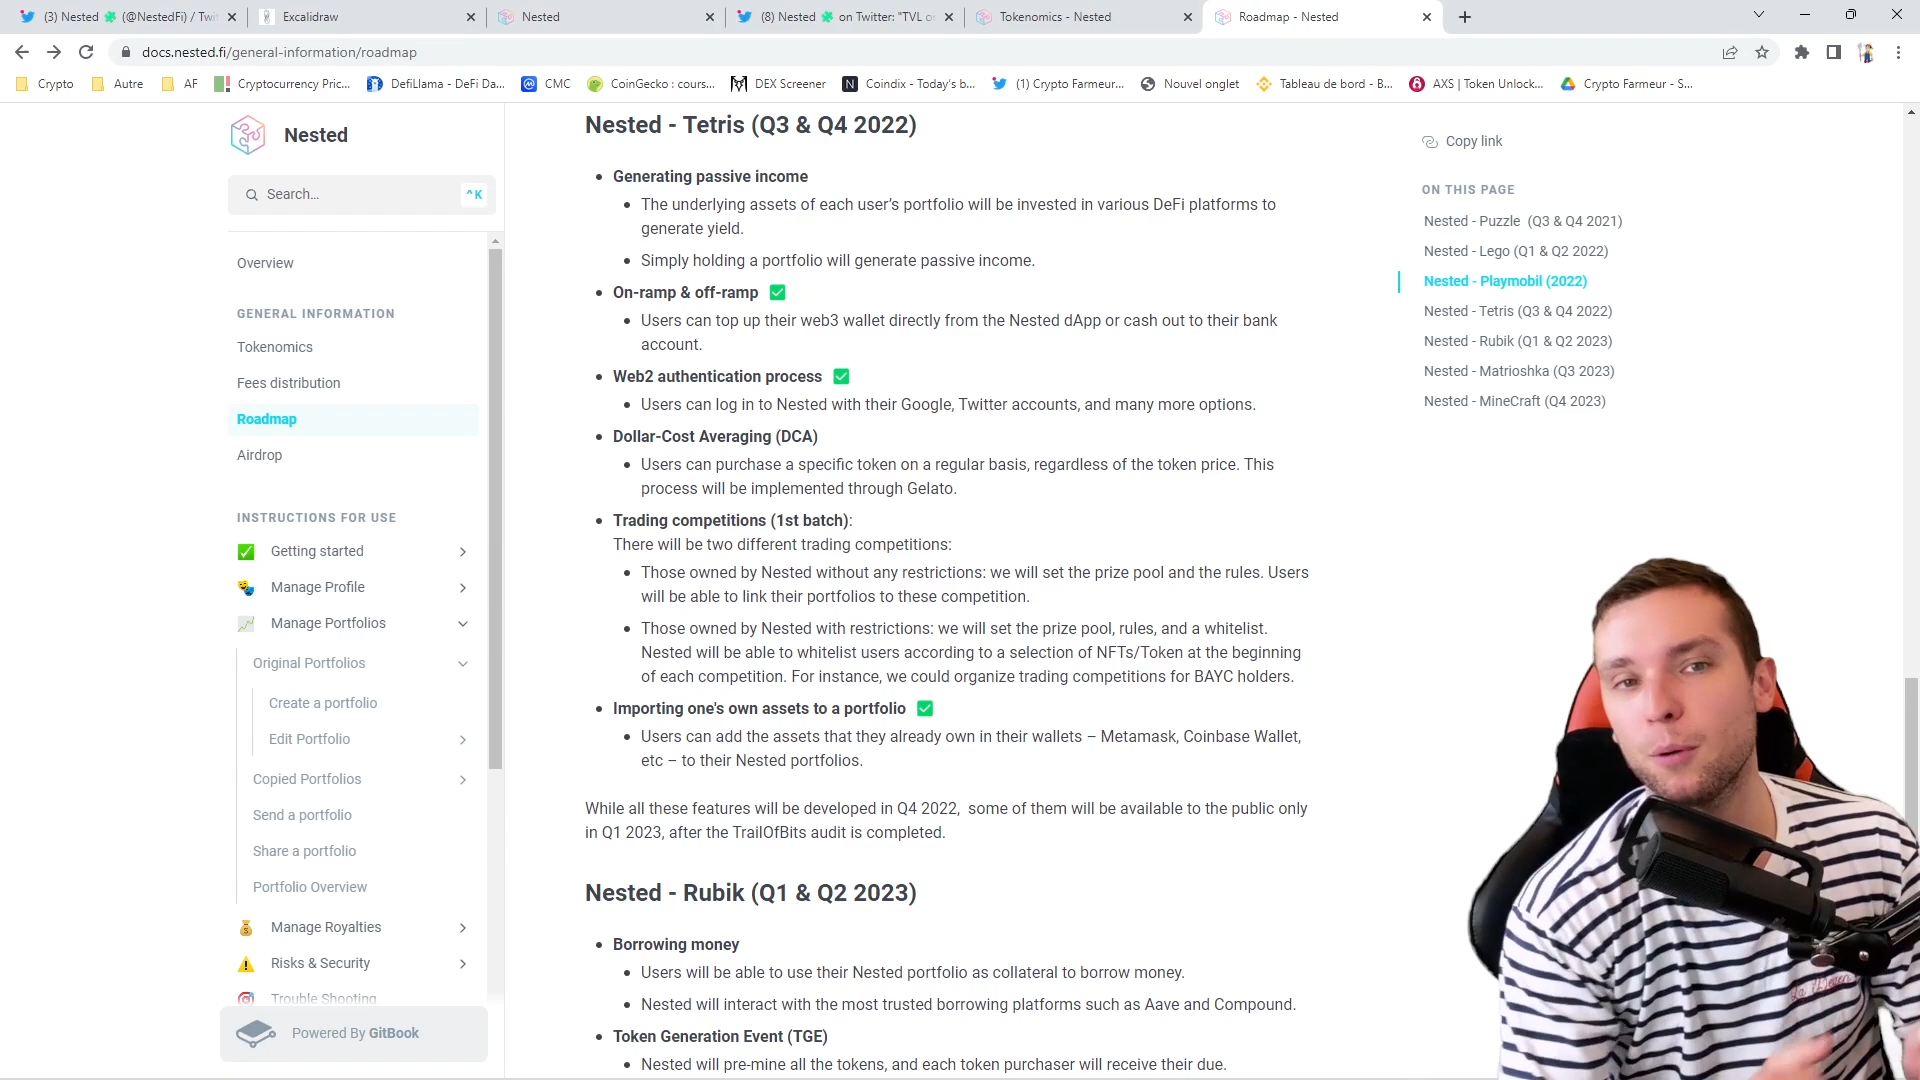 (3) Nested (@NestedFi) / Twit
Excalidraw
Nested
(8) Nested on Twitter: "TVL o
Tokenomics - Nested
Roadmap - Nested
docs.nested.fi/general-information/roadmap
Crypto
Autre
AF
Cryptocurrency Pric...
DefiLlama - DeFi Da...
CMC
CoinGecko : cours...
DEX Screener
Coindix - Today's b...
(1) Crypto Farmeur...
Nouvel onglet
Tableau de bord - B...
AXS | Token Unlock...
Crypto Farmeur - S...
Nested
Search...
^K
Overview
GENERAL INFORMATION
Tokenomics
Fees distribution
Roadmap
Airdrop
INSTRUCTIONS FOR USE
Getting started
Manage Profile
Manage Portfolios
Original Portfolios
Create a portfolio
Edit Portfolio
Copied Portfolios
Send a portfolio
Share a portfolio
Portfolio Overview
Manage Royalties
Risks & Security
Trouble Shooting
Powered By GitBook
Nested - Tetris (Q3 & Q4 2022)
Generating passive income
The underlying assets of each user's portfolio will be invested in various DeFi platforms to
generate yield.
Simply holding a portfolio will generate passive income.
On-ramp & off-ramp ✅
Users can top up their web3 wallet directly from the Nested dApp or cash out to their bank
account.
Web2 authentication process ✅
Users can log in to Nested with their Google, Twitter accounts, and many more options.
Dollar-Cost Averaging (DCA)
Users can purchase a specific token on a regular basis, regardless of the token price. This
process will be implemented through Gelato.
Trading competitions (1st batch):
There will be two different trading competitions:
Those owned by Nested without any restrictions: we will set the prize pool and the rules. Users
will be able to link their portfolios to these competition.
Those owned by Nested with restrictions: we will set the prize pool, rules, and a whitelist.
Nested will be able to whitelist users according to a selection of NFTs/Token at the beginning
of each competition. For instance, we could organize trading competitions for BAYC holders.
Importing one's own assets to a portfolio ✅
Users can add the assets that they already own in their wallets – Metamask, Coinbase Wallet,
etc – to their Nested portfolios.
While all these features will be developed in Q4 2022, some of them will be available to the public only
in Q1 2023, after the TrailOfBits audit is completed.
Nested - Rubik (Q1 & Q2 2023)
Borrowing money
Users will be able to use their Nested portfolio as collateral to borrow money.
Nested will interact with the most trusted borrowing platforms such as Aave and Compound.
Token Generation Event (TGE)
Nested will pre-mine all the tokens, and each token purchaser will receive their due.
Copy link
ON THIS PAGE
Nested - Puzzle (Q3 & Q4 2021)
Nested - Lego (Q1 & Q2 2022)
Nested - Playmobil (2022)
Nested - Tetris (Q3 & Q4 2022)
Nested - Rubik (Q1 & Q2 2023)
Nested - Matrioshka (Q3 2023)
Nested - MineCraft (Q4 2023)